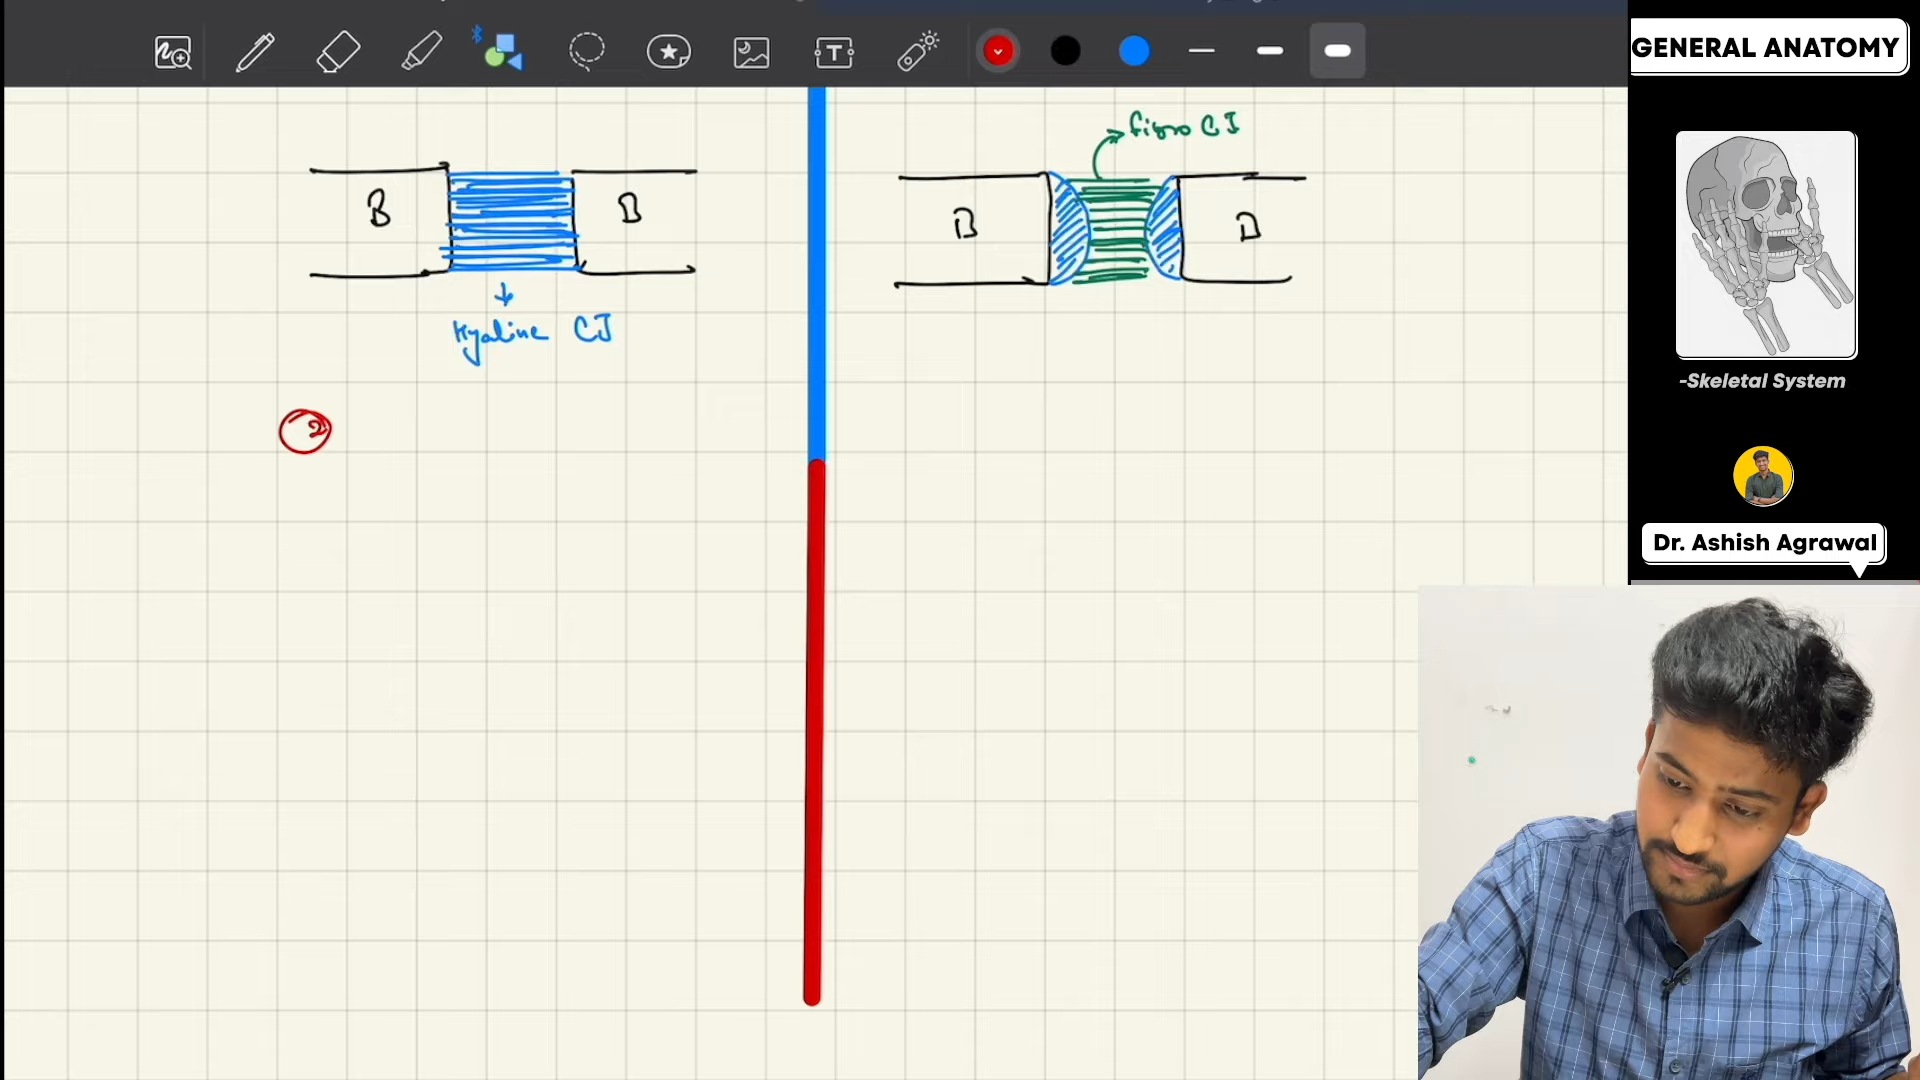 GENERAL ANATOMY
fibro CJ
B
B
B
B
Hyaline CJ
-Skeletal System
2
Dr. Ashish Agrawal